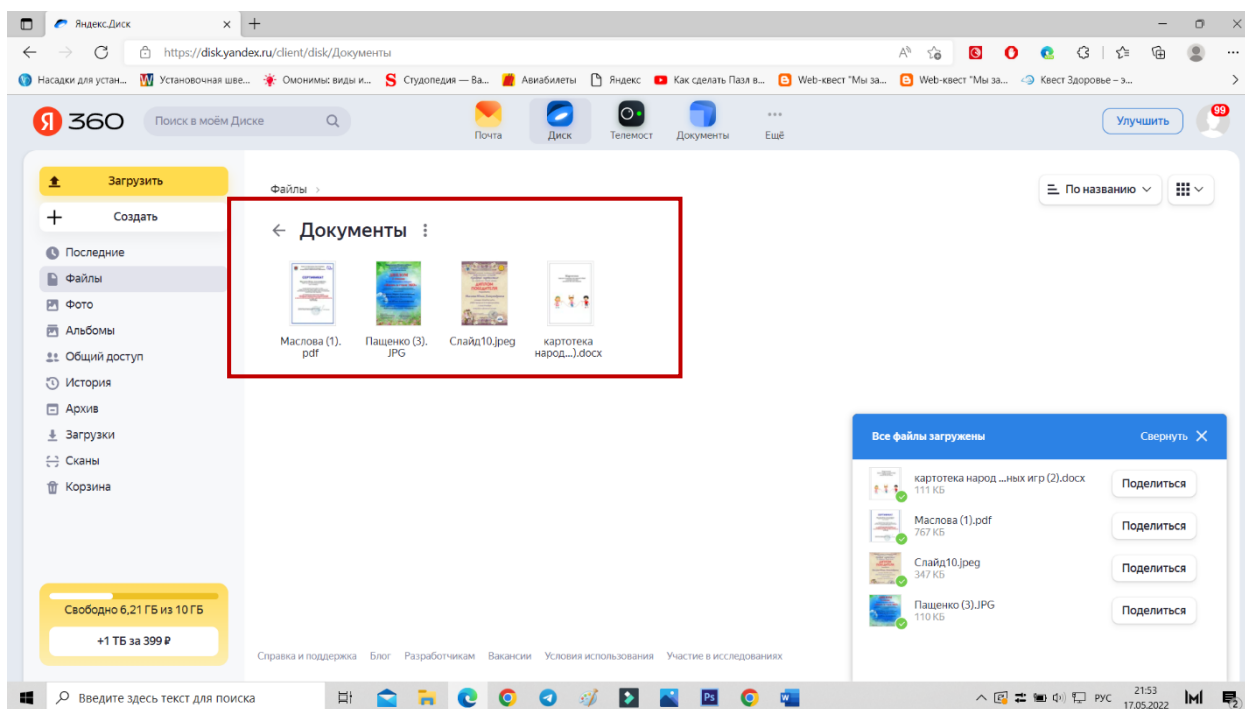 Яндекс.Диск
https://disk.yandex.ru/client/disk/Документы
Насадки для устан... Установочная шве... Омонимы: виды и... Студопедия — Ва... Авиабилеты Яндекс Как сделать Пазл в... Web-квест "Мы за... Web-квест "Мы за... Квест Здоровье – э...
Я 360 Поиск в моём Диске
Почта Диск Телемост Документы Ещё
Улучшить 99
Загрузить
Создать
Последние
Файлы
Фото
Альбомы
Общий доступ
История
Архив
Загрузки
Сканы
Корзина
Свободно 6,21 ГБ из 10 ГБ
+1 ТБ за 399 ₽
Файлы
По названию
Документы
Маслова (1).
pdf
Пащенко (3).
JPG
Слайд10.jpeg
картотека
народ...).docx
Все файлы загружены Свернуть
картотека народ ...ных игр (2).docx
111 КБ
Поделиться
Маслова (1).pdf
767 КБ
Поделиться
Слайд10.jpeg
347 КБ
Поделиться
Пащенко (3).JPG
110 КБ
Поделиться
Справка и поддержка Блог Разработчикам Вакансии Условия использования Участие в исследованиях
Введите здесь текст для поиска
Ps
РУС
21:53
17.05.2022
2